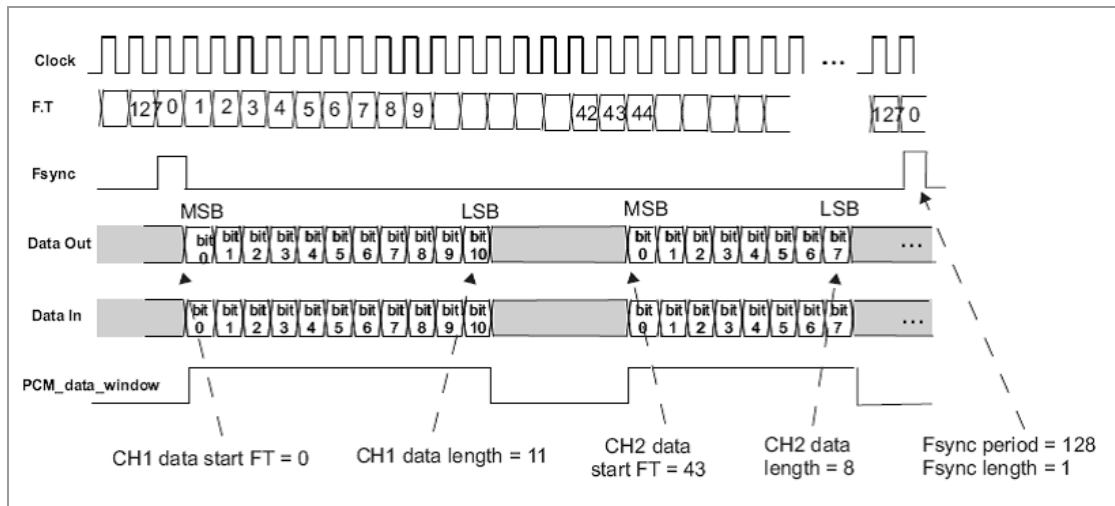 Clock ...
F.T 127 0 1 2 3 4 5 6 7 8 9 42 43 44 127 0
Fsync
MSB LSB MSB LSB
Data Out bit 0 bit 1 bit 2 bit 3 bit 4 bit 5 bit 6 bit 7 bit 8 bit 9 bit 10 bit 0 bit 1 bit 2 bit 3 bit 4 bit 5 bit 6 bit 7 ...
Data In bit 0 bit 1 bit 2 bit 3 bit 4 bit 5 bit 6 bit 7 bit 8 bit 9 bit 10 bit 0 bit 1 bit 2 bit 3 bit 4 bit 5 bit 6 bit 7 ...
PCM_data_window
CH1 data start FT = 0
CH1 data length = 11
CH2 data
start FT = 43
CH2 data
length = 8
Fsync period = 128
Fsync length = 1